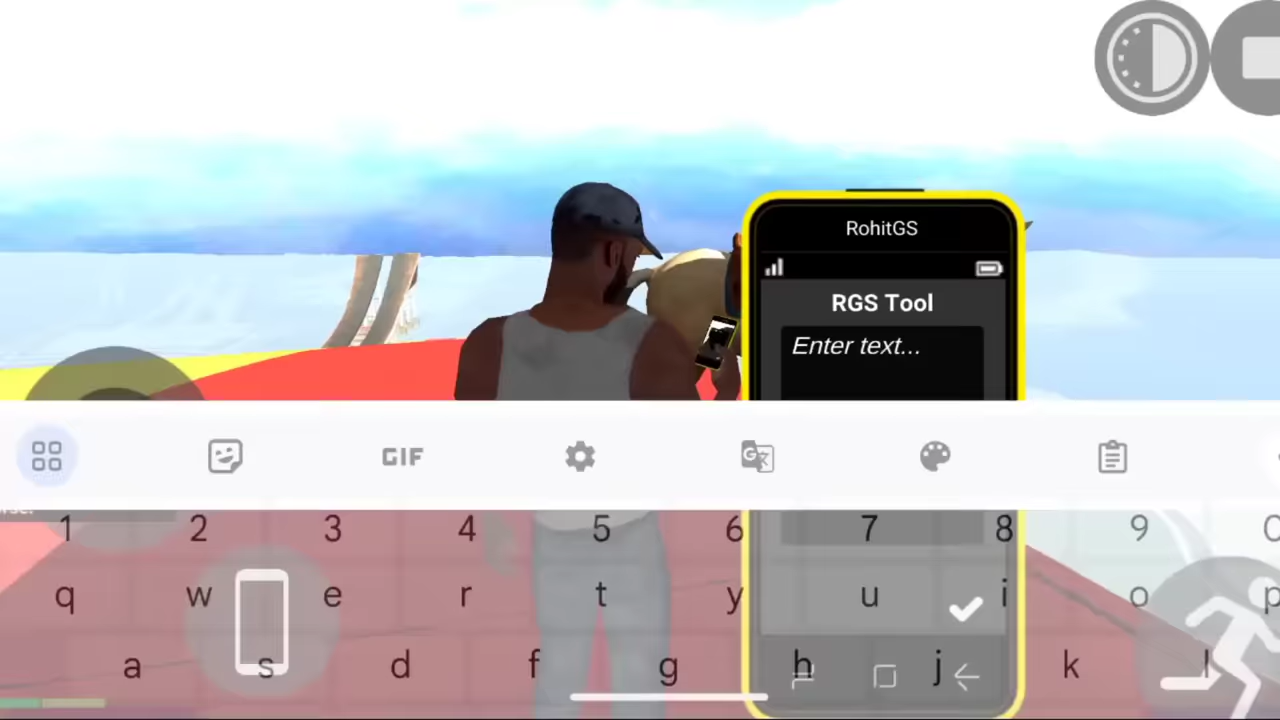 RohitGS
RGS Tool
Enter text...
GIF
1 2 3 4 5 6 7 8 9
q w e r t y u i o p
a s d f g h j k l